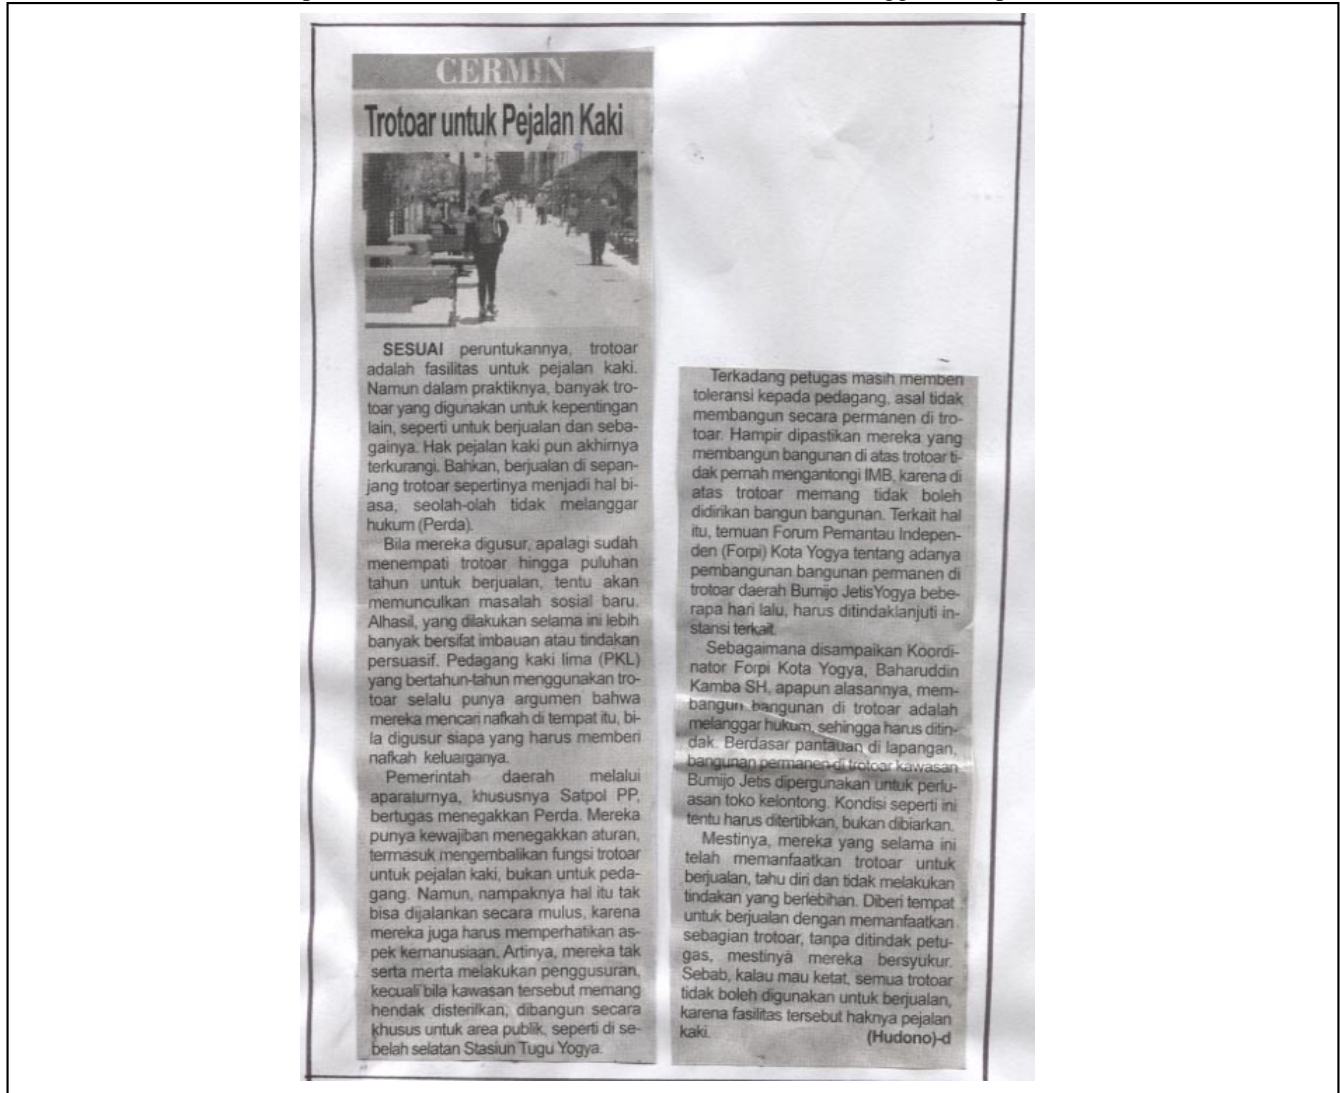 CERMIN
Trotoar untuk Pejalan Kaki
SESUAI peruntukannya, trotoar
adalah fasilitas untuk pejalan kaki.
Namun dalam praktiknya, banyak tro-
toar yang digunakan untuk kepentingan
lain, seperti untuk berjualan dan seba-
gainya. Hak pejalan kaki pun akhirnya
terkurangi. Bahkan, berjualan di sepan-
jang trotoar sepertinya menjadi hal bi-
asa, seolah-olah tidak melanggar
hukum (Perda).
Bila mereka digusur, apalagi sudah
menempati trotoar hingga puluhan
tahun untuk berjualan, tentu akan
memunculkan masalah sosial baru.
Alhasil, yang dilakukan selama ini lebih
banyak bersifat imbauan atau tindakan
persuasif. Pedagang kaki lima (PKL)
yang bertahun-tahun menggunakan tro-
toar selalu punya argumen bahwa
mereka mencari nafkah di tempat itu, bi-
la digusur siapa yang harus memberi
nafkah keluarganya.
Pemerintah daerah melalui
aparaturnya, khususnya Satpol PP,
bertugas menegakkan Perda. Mereka
punya kewajiban menegakkan aturan,
termasuk mengembalikan fungsi trotoar
untuk pejalan kaki, bukan untuk peda-
gang. Namun, nampaknya hal itu tak
bisa dijalankan secara mulus, karena
mereka juga harus memperhatikan as-
pek kemanusiaan. Artinya, mereka tak
serta merta melakukan penggusuran,
kecuali bila kawasan tersebut memang
hendak disterilkan, dibangun secara
khusus untuk area publik, seperti di se-
belah selatan Stasiun Tugu Yogya.
Terkadang petugas masih memberi
toleransi kepada pedagang, asal tidak
membangun secara permanen di tro-
toar. Hampir dipastikan mereka yang
membangun bangunan di atas trotoar ti-
dak pernah mengantongi IMB, karena di
atas trotoar memang tidak boleh
didirikan bangun bangunan. Terkait hal
itu, temuan Forum Pemantau Indepen-
den (Forpi) Kota Yogya tentang adanya
pembangunan bangunan permanen di
trotoar daerah Bumijo JetisYogya bebe-
rapa hari lalu, harus ditindaklanjuti in-
stansi terkait.
Sebagaimana disampaikan Koordi-
nator Forpi Kota Yogya, Baharuddin
Kamba SH, apapun alasannya, mem-
bangun bangunan di trotoar adalah
melanggar hukum, sehingga harus ditin-
dak. Berdasar pantauan di lapangan,
bangunan permanen di trotoar kawasan
Bumijo Jetis dipergunakan untuk perlu-
asan toko kelontong. Kondisi seperti ini
tentu harus ditertibkan, bukan dibiarkan.
Mestinya, mereka yang selama ini
telah memanfaatkan trotoar untuk
berjualan, tahu diri dan tidak melakukan
tindakan yang berlebihan. Diberi tempat
untuk berjualan dengan memanfaatkan
sebagian trotoar, tanpa ditindak petu-
gas, mestinya mereka bersyukur.
Sebab, kalau mau ketat, semua trotoar
tidak boleh digunakan untuk berjualan,
karena fasilitas tersebut haknya pejalan
kaki. (Hudono)-d